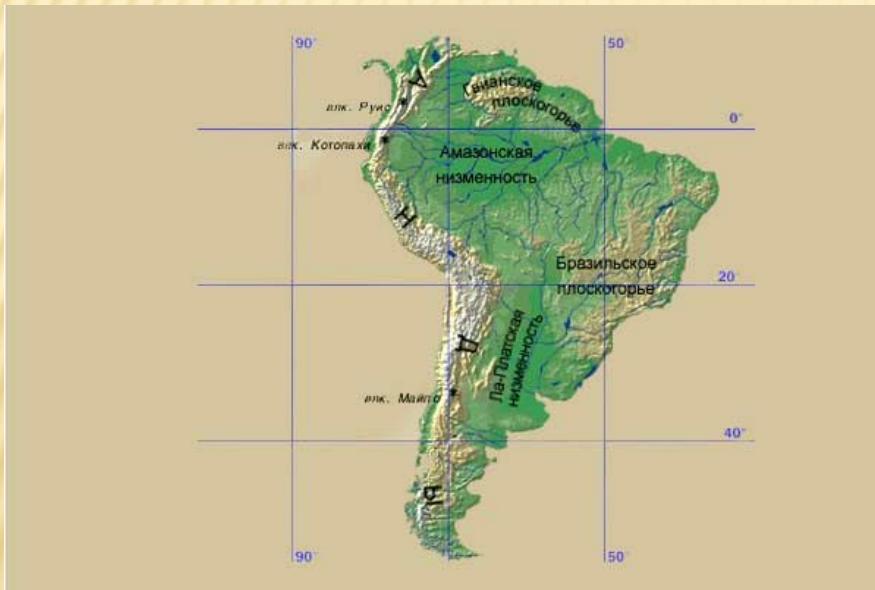 90°
50°
А
Гвианское
плоскогорье
влк. Руис
0°
влк. Котопахи
Амазонская
низменность
Н
Бразильское
плоскогорье
20°
Д
Ла-Платская
низменность
влк. Майпо
40°
Ы
90°
50°